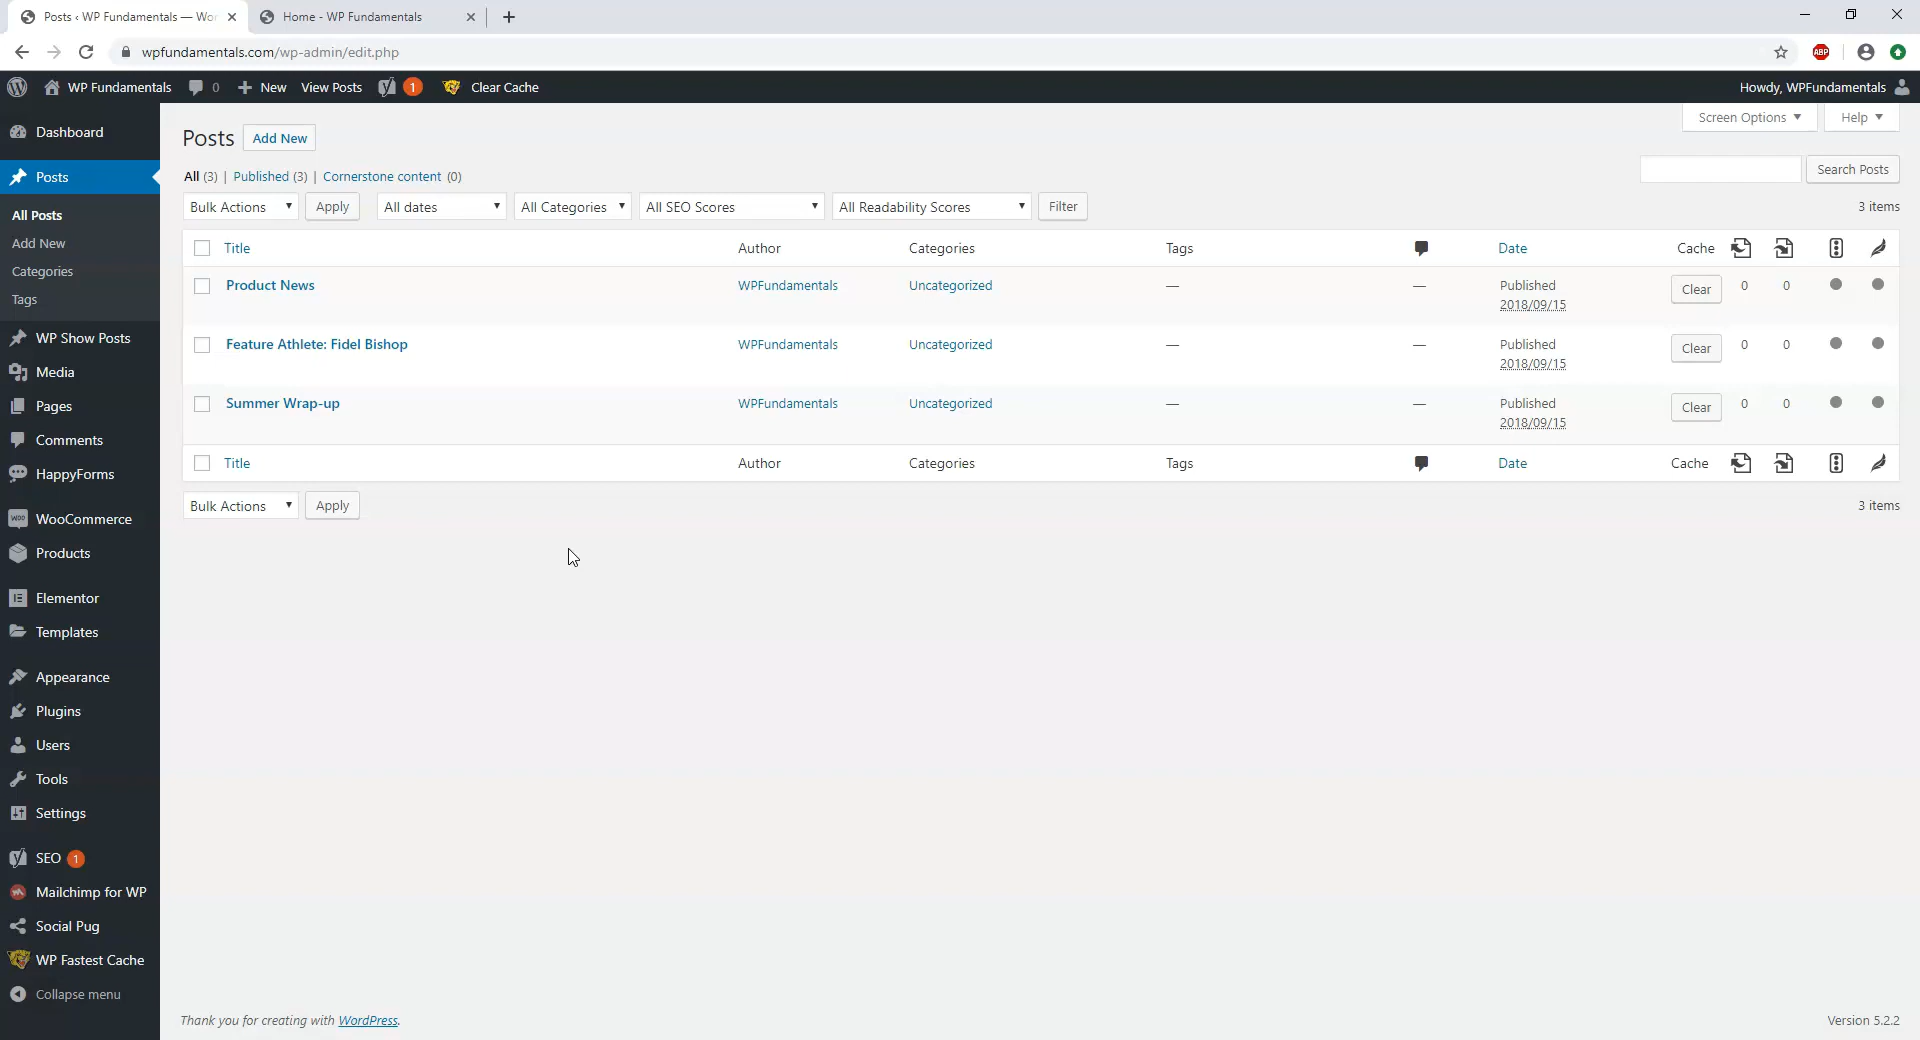 Posts ‹ WP Fundamentals — Wor
Home - WP Fundamentals
wpfundamentals.com/wp-admin/edit.php
ABP
WP Fundamentals 0 New View Posts 1 Clear Cache
Howdy, WPFundamentals
Dashboard
Posts
All Posts
Add New
Categories
Tags
WP Show Posts
Media
Pages
Comments
HappyForms
WooCommerce
Products
Elementor
Templates
Appearance
Plugins
Users
Tools
Settings
SEO 1
Mailchimp for WP
Social Pug
WP Fastest Cache
Collapse menu
Screen Options Help
Posts Add New
All (3) | Published (3) | Cornerstone content (0)
Search Posts
Bulk Actions Apply All dates All Categories All SEO Scores All Readability Scores Filter 3 items
Title Author Categories Tags Date Cache
Product News WPFundamentals Uncategorized — — Published Clear 0 0
2018/09/15
Feature Athlete: Fidel Bishop WPFundamentals Uncategorized — — Published Clear 0 0
2018/09/15
Summer Wrap-up WPFundamentals Uncategorized — — Published Clear 0 0
2018/09/15
Title Author Categories Tags Date Cache
Bulk Actions Apply 3 items
Thank you for creating with WordPress.
Version 5.2.2